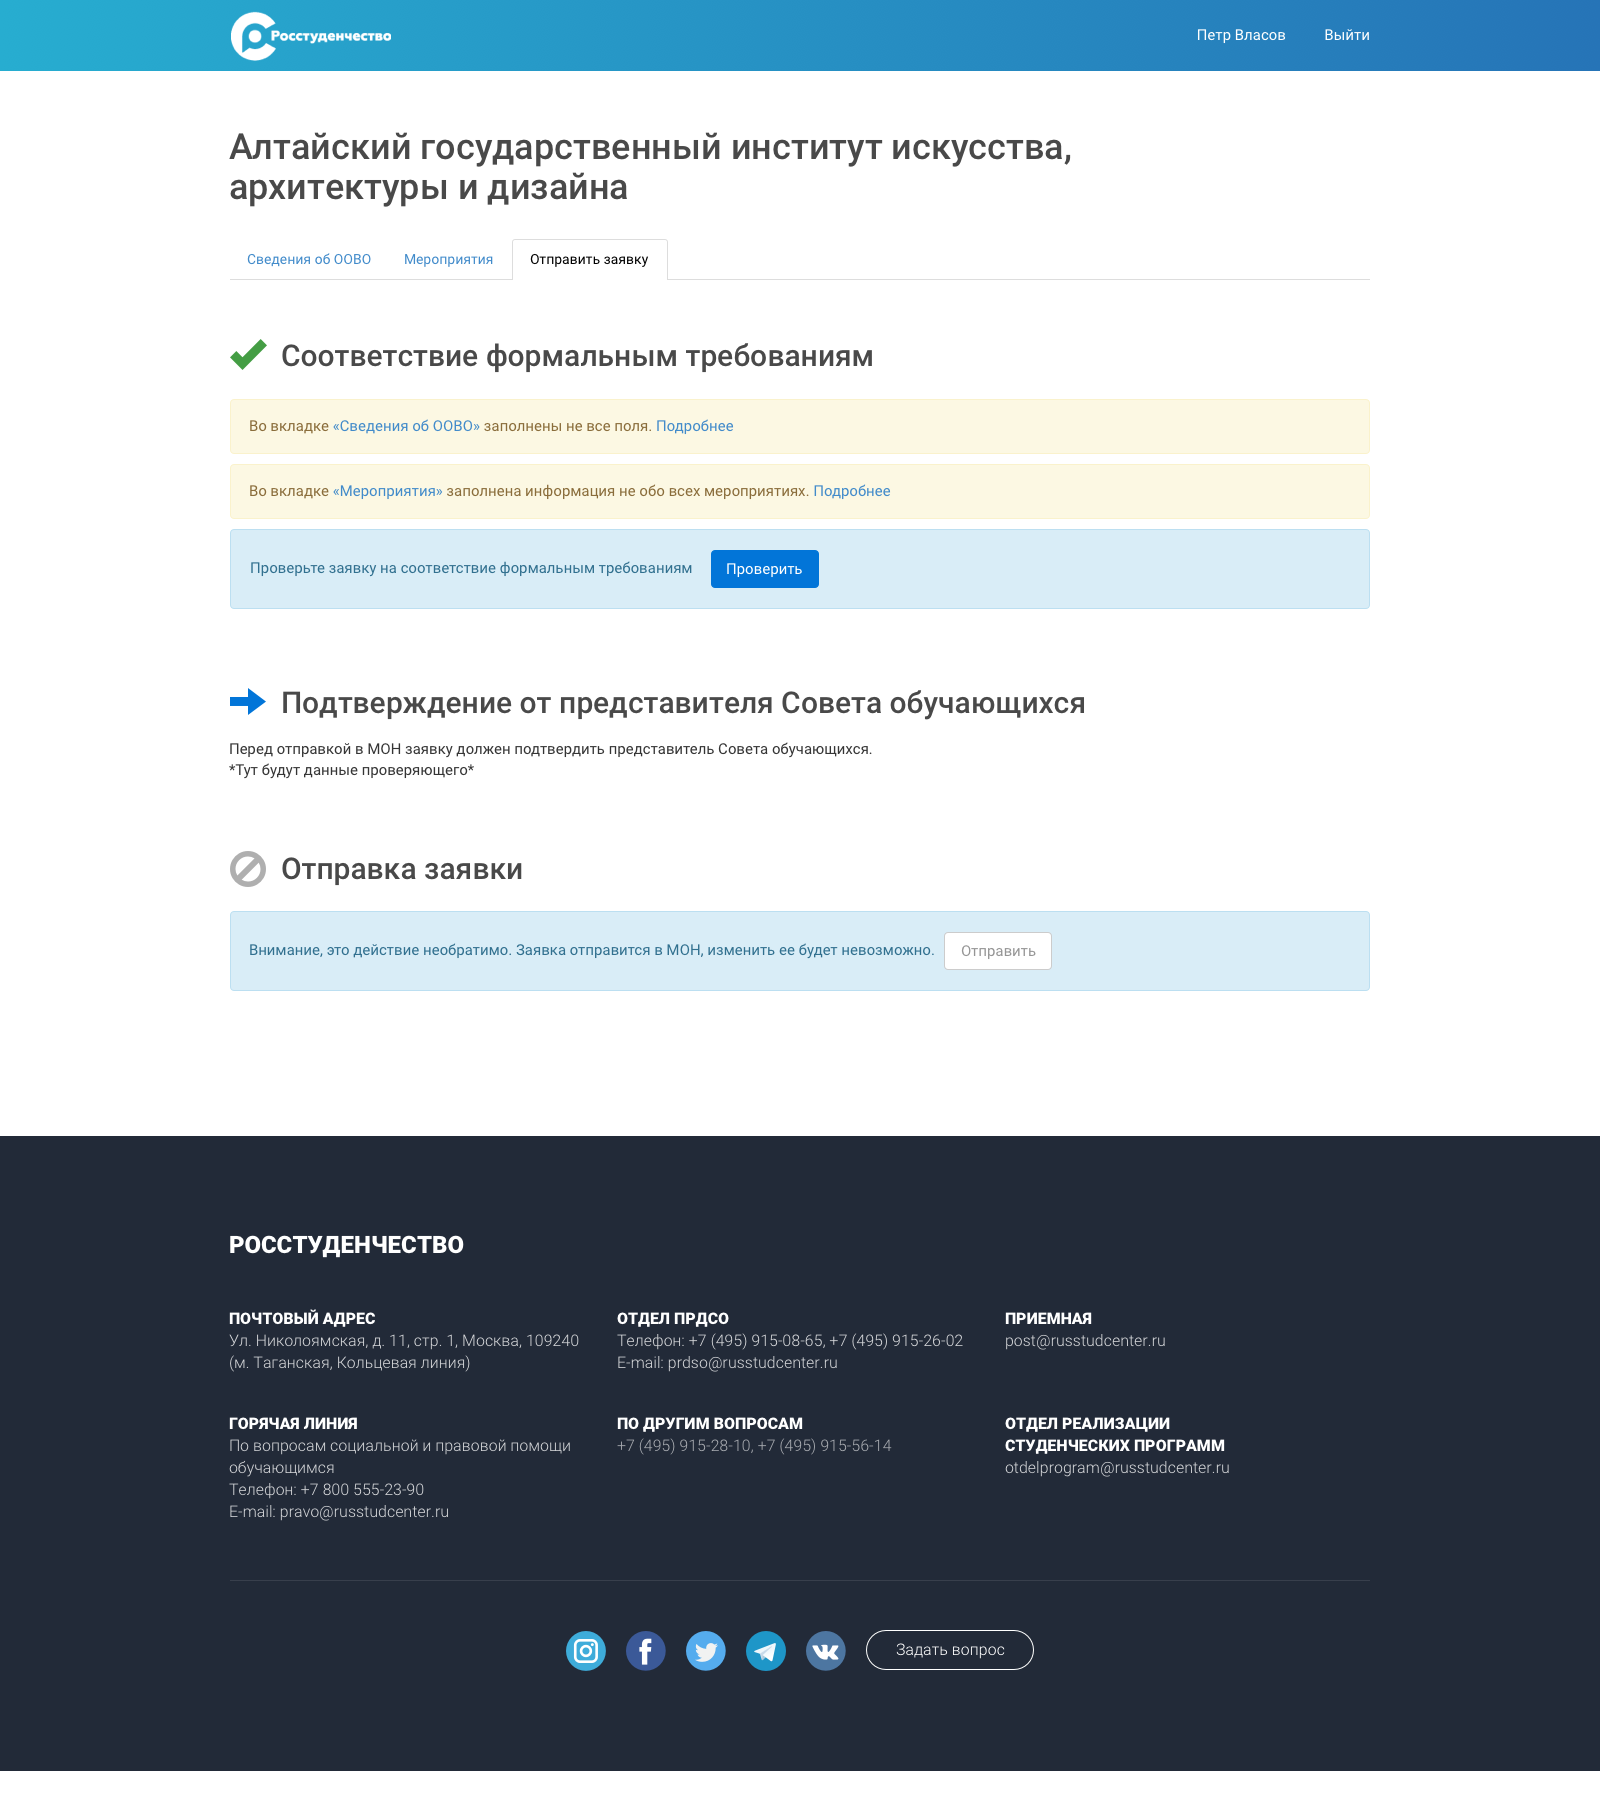 Росстуденчество
Петр Власов
Выйти
Алтайский государственный институт искусства,
архитектуры и дизайна
Сведения об ООВО
Мероприятия
Отправить заявку
Соответствие формальным требованиям
Во вкладке «Сведения об ООВО» заполнены не все поля. Подробнее
Во вкладке «Мероприятия» заполнена информация не обо всех мероприятиях. Подробнее
Проверьте заявку на соответствие формальным требованиям
Проверить
Подтверждение от представителя Совета обучающихся
Перед отправкой в МОН заявку должен подтвердить представитель Совета обучающихся.
*Тут будут данные проверяющего*
Отправка заявки
Внимание, это действие необратимо. Заявка отправится в МОН, изменить ее будет невозможно.
Отправить
РОССТУДЕНЧЕСТВО
ПОЧТОВЫЙ АДРЕС
Ул. Николоямская, д. 11, стр. 1, Москва, 109240
(м. Таганская, Кольцевая линия)
ОТДЕЛ ПРДСО
Телефон: +7 (495) 915-08-65, +7 (495) 915-26-02
E-mail: prdso@russtudcenter.ru
ПРИЕМНАЯ
post@russtudcenter.ru
ГОРЯЧАЯ ЛИНИЯ
По вопросам социальной и правовой помощи
обучающимся
Телефон: +7 800 555-23-90
E-mail: pravo@russtudcenter.ru
ПО ДРУГИМ ВОПРОСАМ
+7 (495) 915-28-10, +7 (495) 915-56-14
ОТДЕЛ РЕАЛИЗАЦИИ
СТУДЕНЧЕСКИХ ПРОГРАММ
otdelprogram@russtudcenter.ru
Задать вопрос